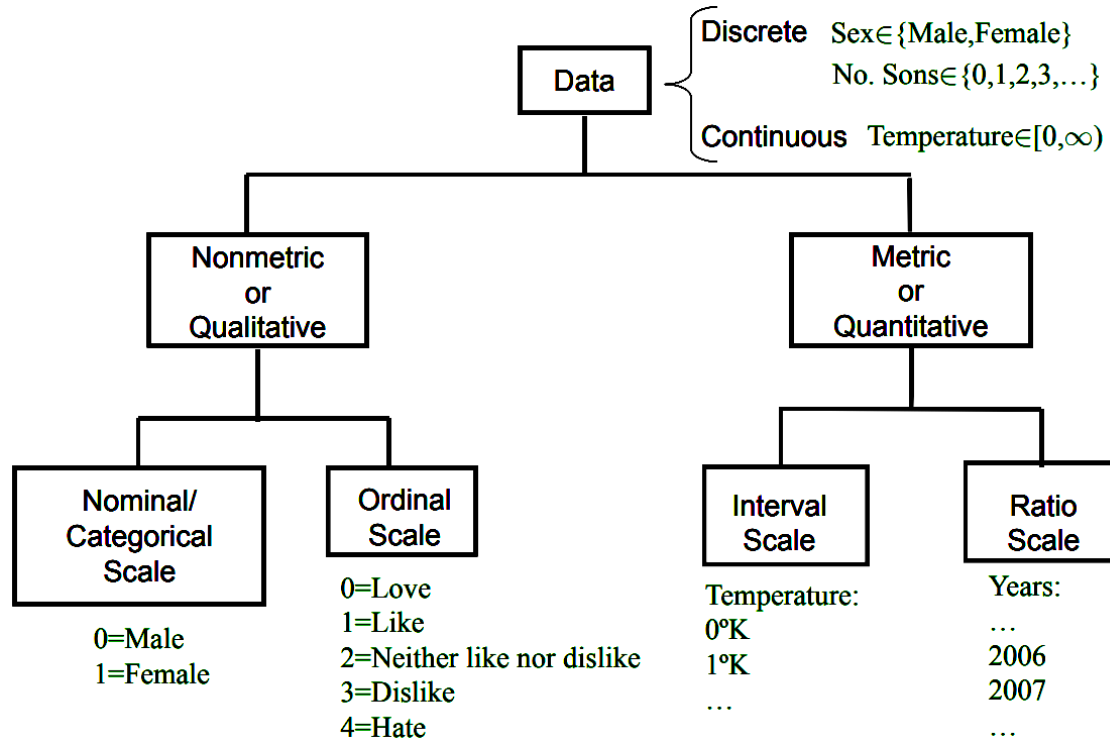 Data
Discrete Sex∈{Male,Female}
No. Sons∈{0,1,2,3,…}
Continuous Temperature∈[0,∞)
Nonmetric
or
Qualitative
Metric
or
Quantitative
Nominal/
Categorical
Scale
0=Male
1=Female
Ordinal
Scale
0=Love
1=Like
2=Neither like nor dislike
3=Dislike
4=Hate
Interval
Scale
Temperature:
0ºK
1ºK
…
Ratio
Scale
Years:
…
2006
2007
…